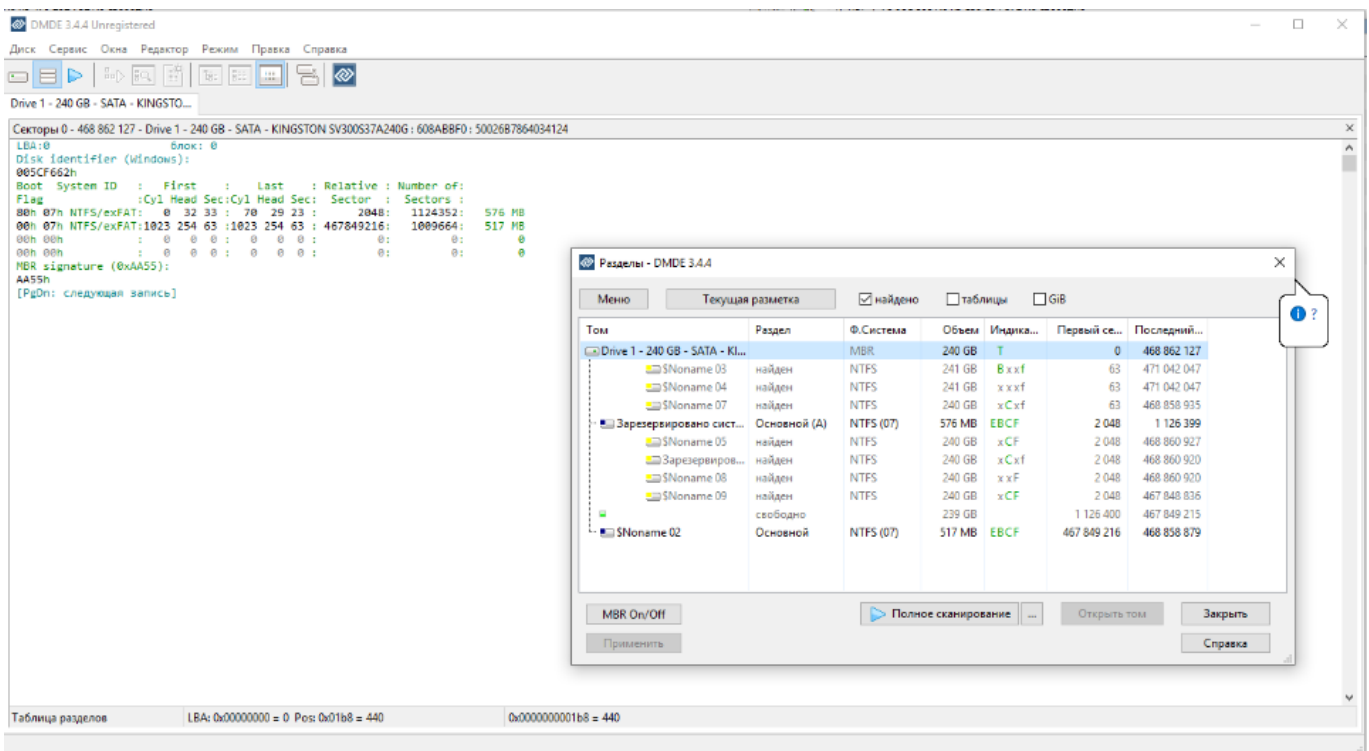 DMDE 3.4.4 Unregistered
Диск Сервис Окна Редактор Режим Правка Справка
Drive 1 - 240 GB - SATA - KINGSTO...
Секторы 0 - 468 862 127 - Drive 1 - 240 GB - SATA - KINGSTON SV300S37A240G : 608ABBF0 : 50026B7864034124
LBA:0 блок: 0
Disk identifier (Windows):
005CF662h
Boot System ID : First : Last : Relative : Number of:
Flag :Cyl Head Sec:Cyl Head Sec: Sector : Sectors :
80h 07h NTFS/exFAT: 0 32 33 : 70 29 23 : 2048: 1124352: 576 MB
00h 07h NTFS/exFAT:1023 254 63 :1023 254 63 : 467849216: 1009664: 517 MB
00h 00h : 0 0 0 : 0 0 0 : 0: 0: 0
00h 00h : 0 0 0 : 0 0 0 : 0: 0: 0
MBR signature (0xAA55):
AA55h
[PgDn: следующая запись]
Разделы - DMDE 3.4.4
Меню Текущая разметка найдено таблицы GiB
Том Раздел Ф.Система Объем Индика... Первый се... Последний...
Drive 1 - 240 GB - SATA - KI... MBR 240 GB T 0 468 862 127
$Noname 03 найден NTFS 241 GB B x x f 63 471 042 047
$Noname 04 найден NTFS 241 GB x x x f 63 471 042 047
$Noname 07 найден NTFS 240 GB x C x f 63 468 858 935
Зарезервировано сист... Основной (A) NTFS (07) 576 MB EBCF 2 048 1 126 399
$Noname 05 найден NTFS 240 GB x C F 2 048 468 860 927
Зарезервиров... найден NTFS 240 GB x C x f 2 048 468 860 920
$Noname 08 найден NTFS 240 GB x x F 2 048 468 860 920
$Noname 09 найден NTFS 240 GB x C F 2 048 467 848 836
свободно 239 GB 1 126 400 467 849 215
$Noname 02 Основной NTFS (07) 517 MB EBCF 467 849 216 468 858 879
?
MBR On/Off Полное сканирование ... Открыть том Закрыть
Применить Справка
Таблица разделов LBA: 0x00000000 = 0 Pos: 0x01b8 = 440 0x0000000001b8 = 440